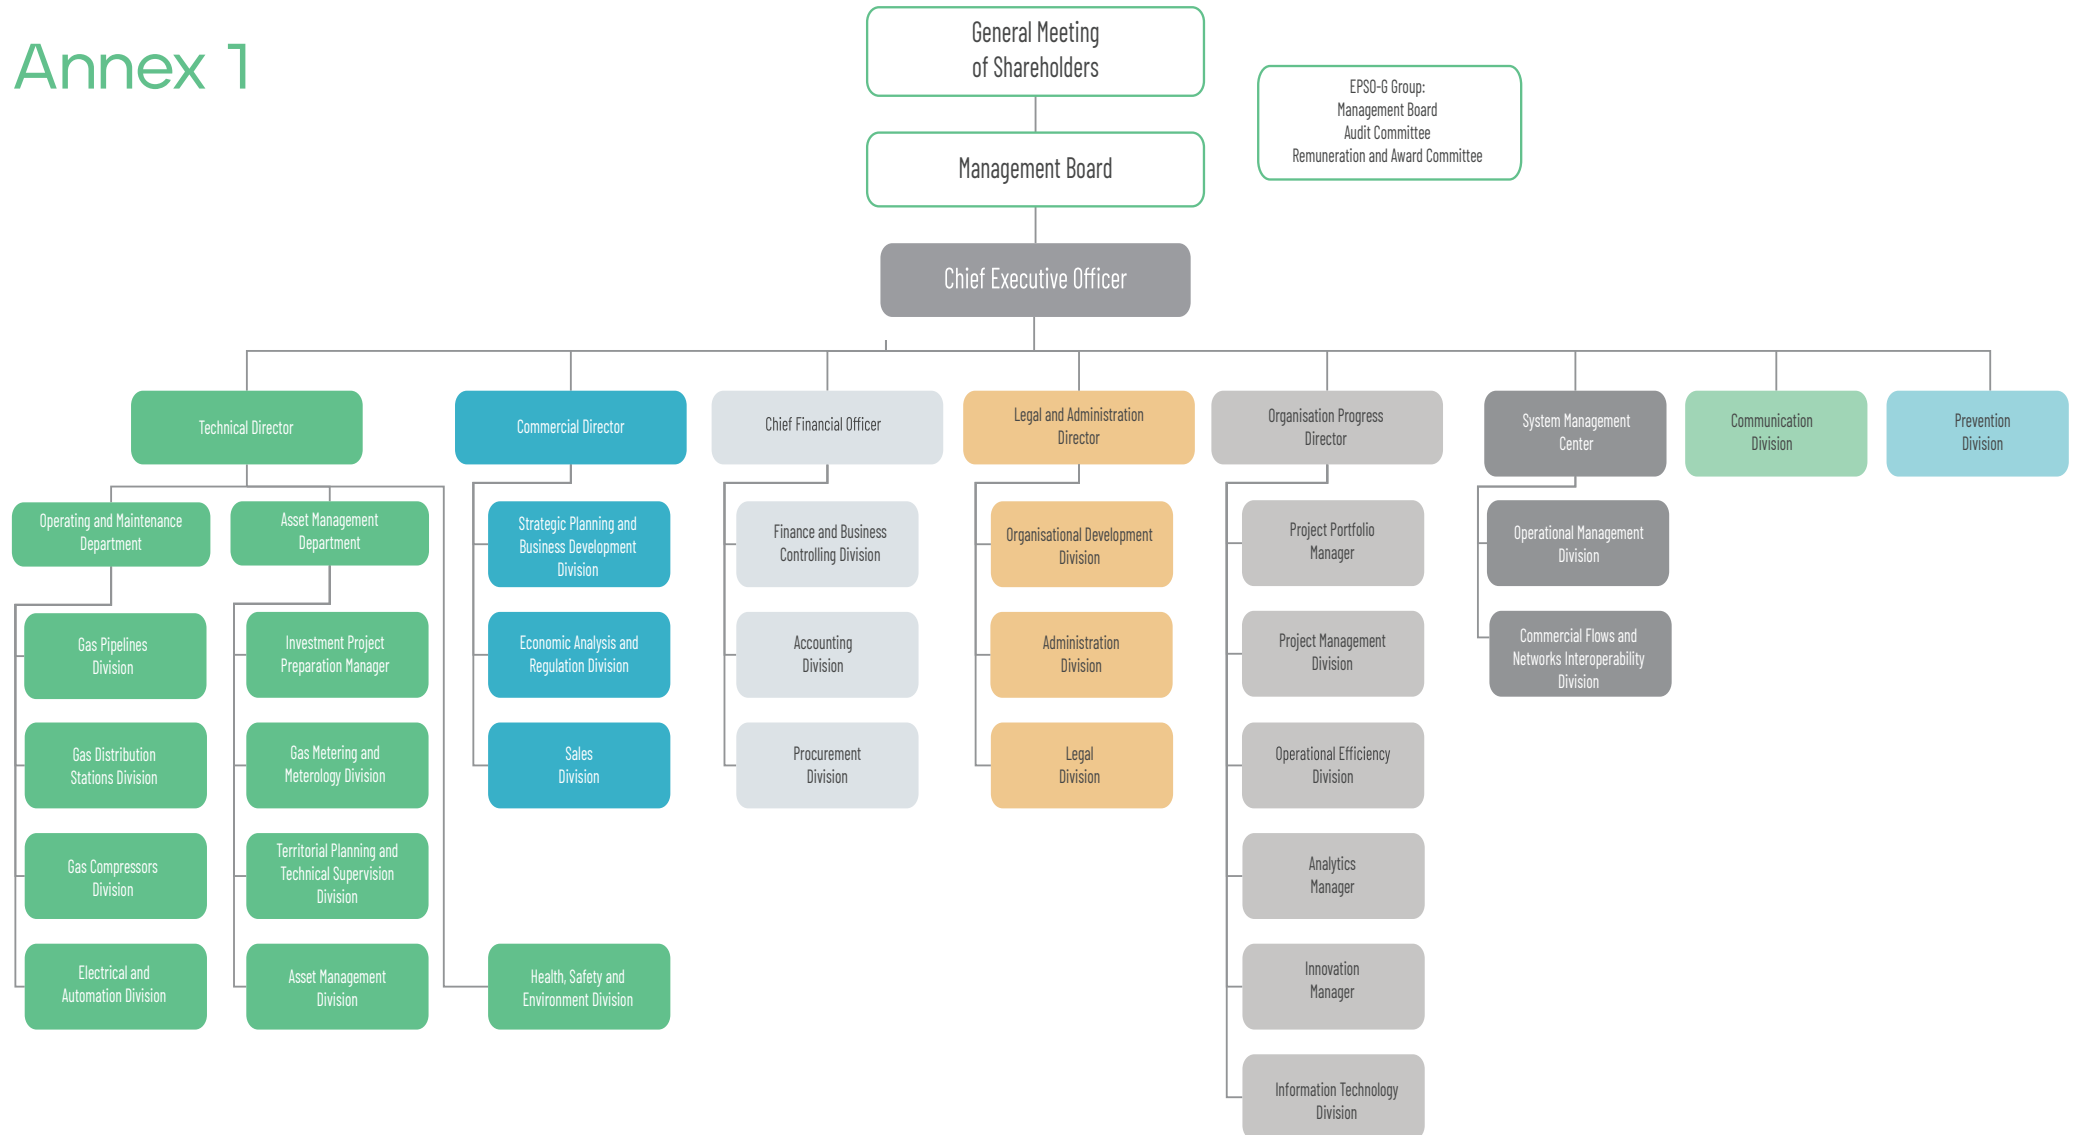 Annex 1
General Meeting
of Shareholders
EPSO-G Group:
Management Board
Audit Committee
Remuneration and Award Committee
Management Board
Chief Executive Officer
Technical Director
Commercial Director
Chief Financial Officer
Legal and Administration
Director
Organisation Progress
Director
System Management
Center
Communication
Division
Prevention
Division
Operating and Maintenance
Department
Asset Management
Department
Gas Pipelines
Division
Gas Distribution
Stations Division
Gas Compressors
Division
Electrical and
Automation Division
Investment Project
Preparation Manager
Gas Metering and
Meterology Division
Territorial Planning and
Technical Supervision
Division
Asset Management
Division
Health, Safety and
Environment Division
Strategic Planning and
Business Development
Division
Economic Analysis and
Regulation Division
Sales
Division
Finance and Business
Controlling Division
Accounting
Division
Procurement
Division
Organisational Development
Division
Administration
Division
Legal
Division
Project Portfolio
Manager
Project Management
Division
Operational Efficiency
Division
Analytics
Manager
Innovation
Manager
Information Technology
Division
Operational Management
Division
Commercial Flows and
Networks Interoperability
Division